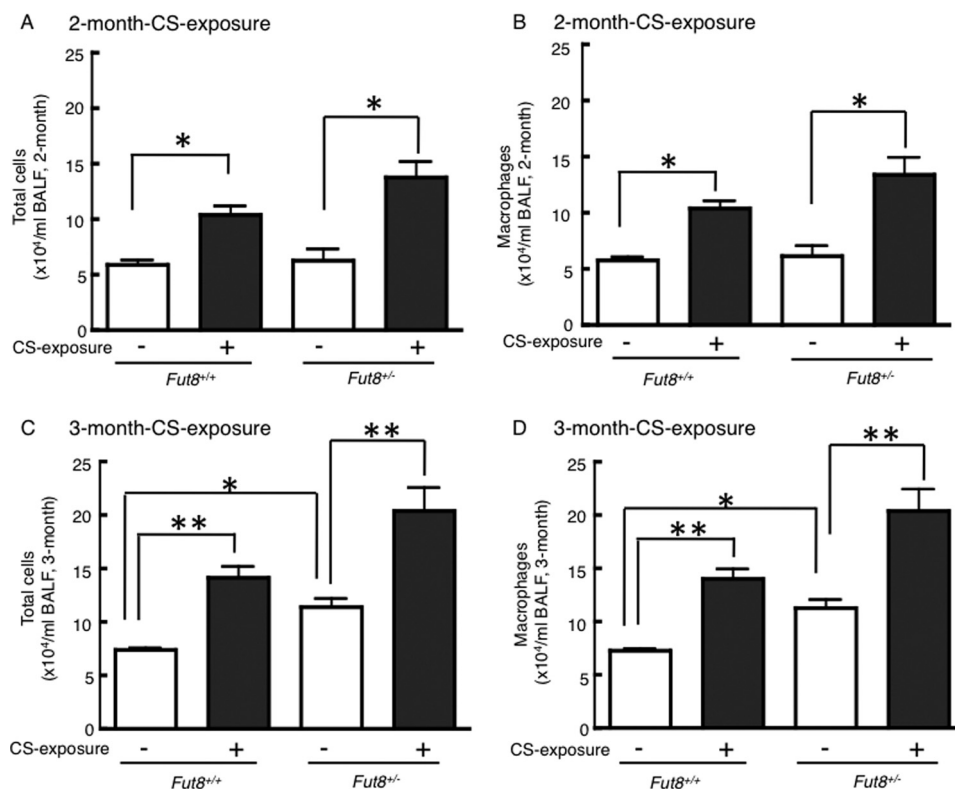 A 2-month-CS-exposure
Total cells
(x10⁴/ml BALF, 2-month)
25
20
15
10
5
0
*
*
CS-exposure - + - +
Fut8+/+ Fut8+/-
B 2-month-CS-exposure
Macrophages
(x10⁴/ml BALF, 2-month)
25
20
15
10
5
0
*
*
CS-exposure - + - +
Fut8+/+ Fut8+/-
C 3-month-CS-exposure
Total cells
(x10⁴/ml BALF, 3-month)
25
20
15
10
5
0
**
*
**
CS-exposure - + - +
Fut8+/+ Fut8+/-
D 3-month-CS-exposure
Macrophages
(x10⁴/ml BALF, 3-month)
25
20
15
10
5
0
**
*
**
CS-exposure - + - +
Fut8+/+ Fut8+/-